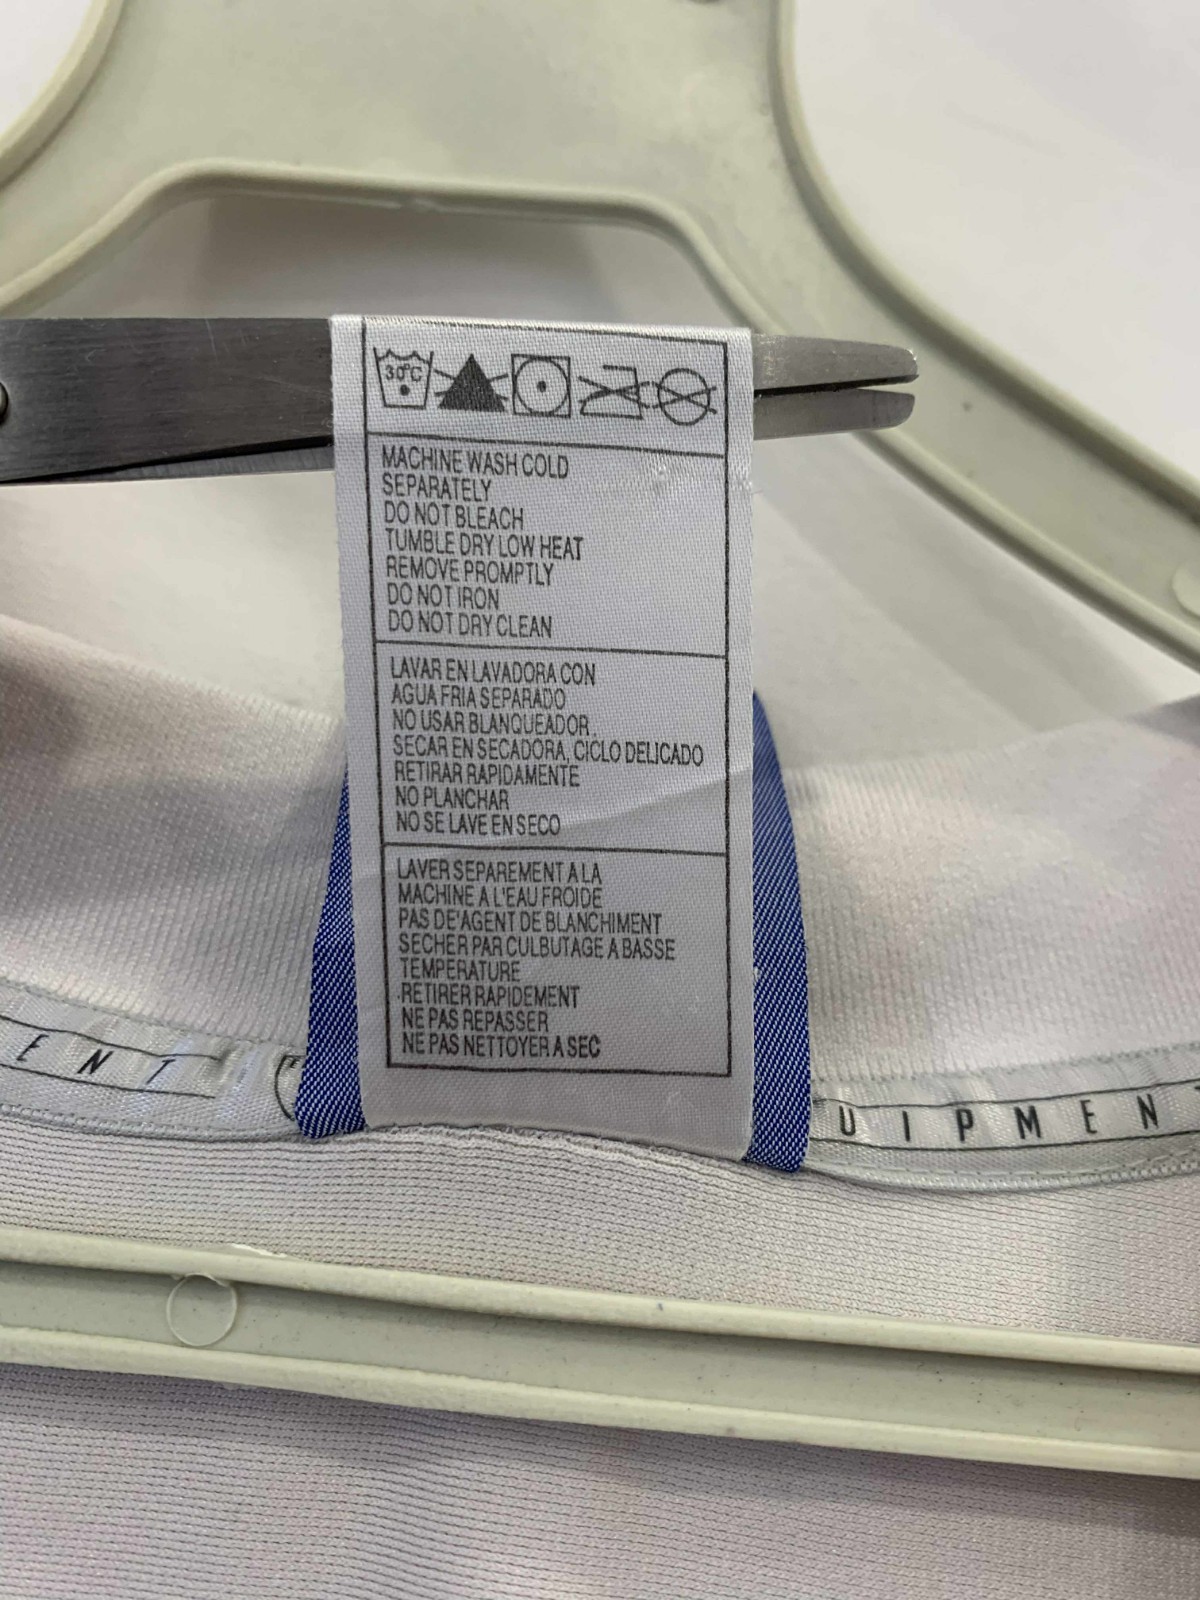 30°C
MACHINE WASH COLD
SEPARATELY
DO NOT BLEACH
TUMBLE DRY LOW HEAT
REMOVE PROMPTLY
DO NOT IRON
DO NOT DRY CLEAN
LAVAR EN LAVADORA CON
AGUA FRIA SEPARADO
NO USAR BLANQUEADOR.
SECAR EN SECADORA, CICLO DELICADO
RETIRAR RAPIDAMENTE
NO PLANCHAR
NO SE LAVE EN SECO
LAVER SEPAREMENT A LA
MACHINE A L'EAU FROIDE
PAS DE'AGENT DE BLANCHIMENT
SECHER PAR CULBUTAGE A BASSE
TEMPERATURE
RETIRER RAPIDEMENT
NE PAS REPASSER
NE PAS NETTOYER A SEC
ENT
UIPMENT